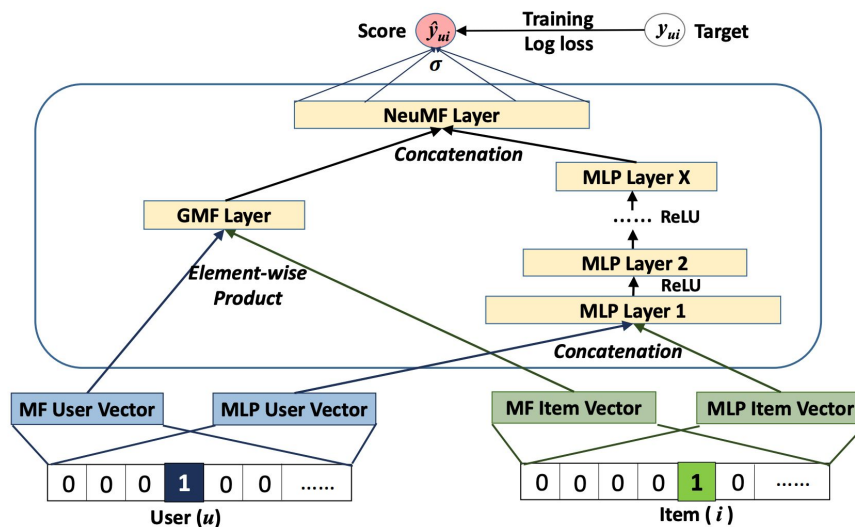 Score ŷui Training yui Target
Log loss
σ
NeuMF Layer
Concatenation
MLP Layer X
GMF Layer
...... ReLU
Element-wise
Product
MLP Layer 2
ReLU
MLP Layer 1
Concatenation
MF User Vector MLP User Vector MF Item Vector MLP Item Vector
0 0 0 1 0 0 ...... 0 0 0 0 1 0 ......
User (u) Item ( i )